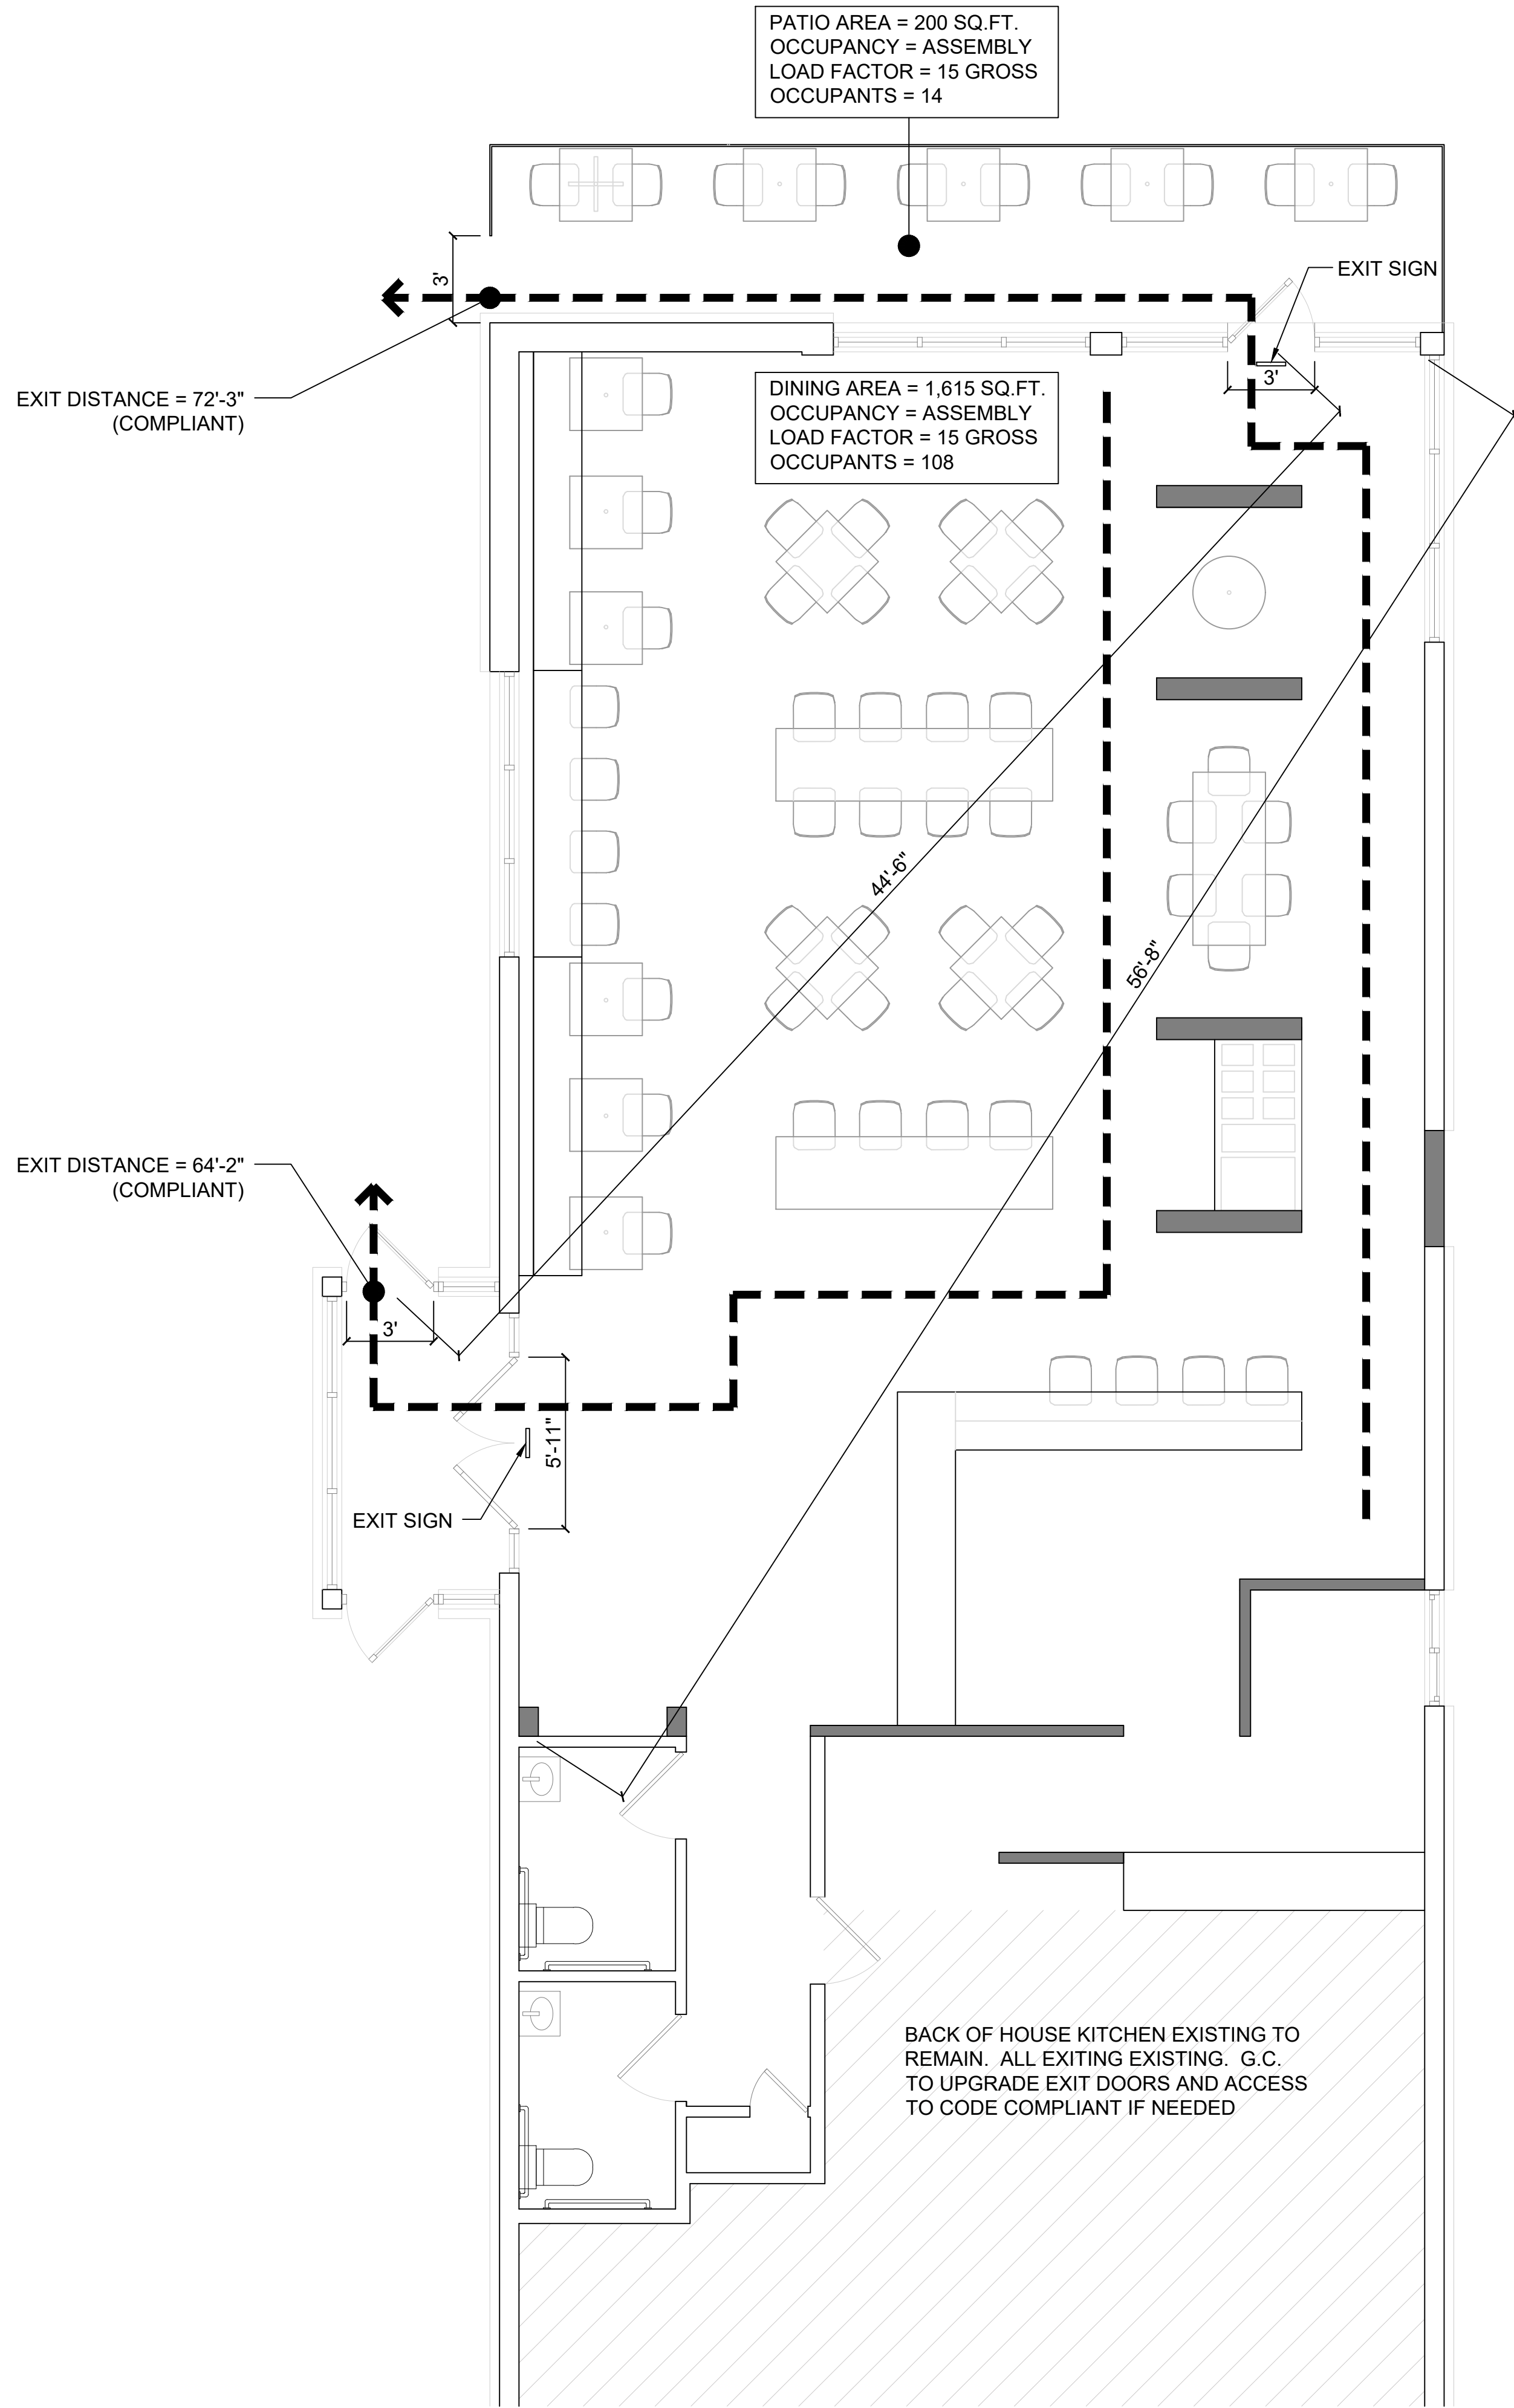 PATIO AREA = 200 SQ.FT.
OCCUPANCY = ASSEMBLY
LOAD FACTOR = 15 GROSS
OCCUPANTS = 14
3'
EXIT SIGN
3'
EXIT DISTANCE = 72'-3"
(COMPLIANT)
DINING AREA = 1,615 SQ.FT.
OCCUPANCY = ASSEMBLY
LOAD FACTOR = 15 GROSS
OCCUPANTS = 108
44'-6"
56'-8"
EXIT DISTANCE = 64'-2"
(COMPLIANT)
3'
5'-11"
EXIT SIGN
BACK OF HOUSE KITCHEN EXISTING TO
REMAIN.  ALL EXITING EXISTING.  G.C.
TO UPGRADE EXIT DOORS AND ACCESS
TO CODE COMPLIANT IF NEEDED